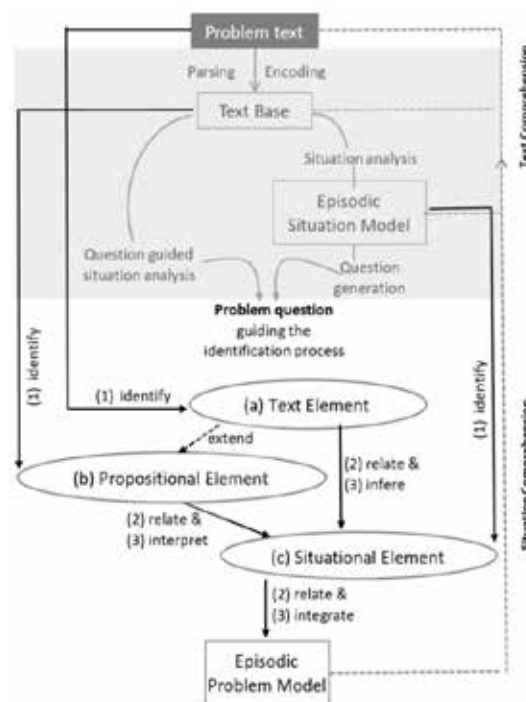 Problem text
Parsing Encoding
Text Base
Situation analysis
Episodic
Situation Model
Question guided
situation analysis
Question
generation
Problem question
guiding the
identification process
(1) identify
(1) identify
(1) identify
(a) Text Element
extend
(b) Propositional Element
(2) relate &
(3) infere
(2) relate &
(3) interpret
(c) Situational Element
(2) relate &
(3) integrate
Episodic
Problem Model
Text Comprehension
Situation Comprehension